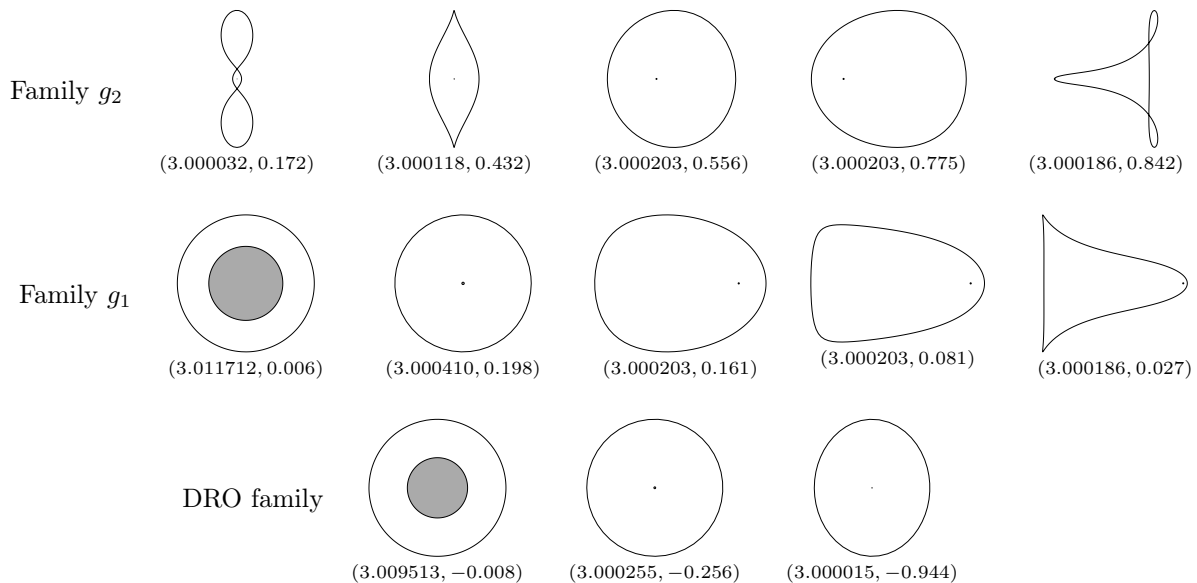 Family g₂
(3.000032, 0.172) (3.000118, 0.432) (3.000203, 0.556) (3.000203, 0.775) (3.000186, 0.842)
Family g₁
(3.011712, 0.006) (3.000410, 0.198) (3.000203, 0.161) (3.000203, 0.081) (3.000186, 0.027)
DRO family
(3.009513, −0.008) (3.000255, −0.256) (3.000015, −0.944)